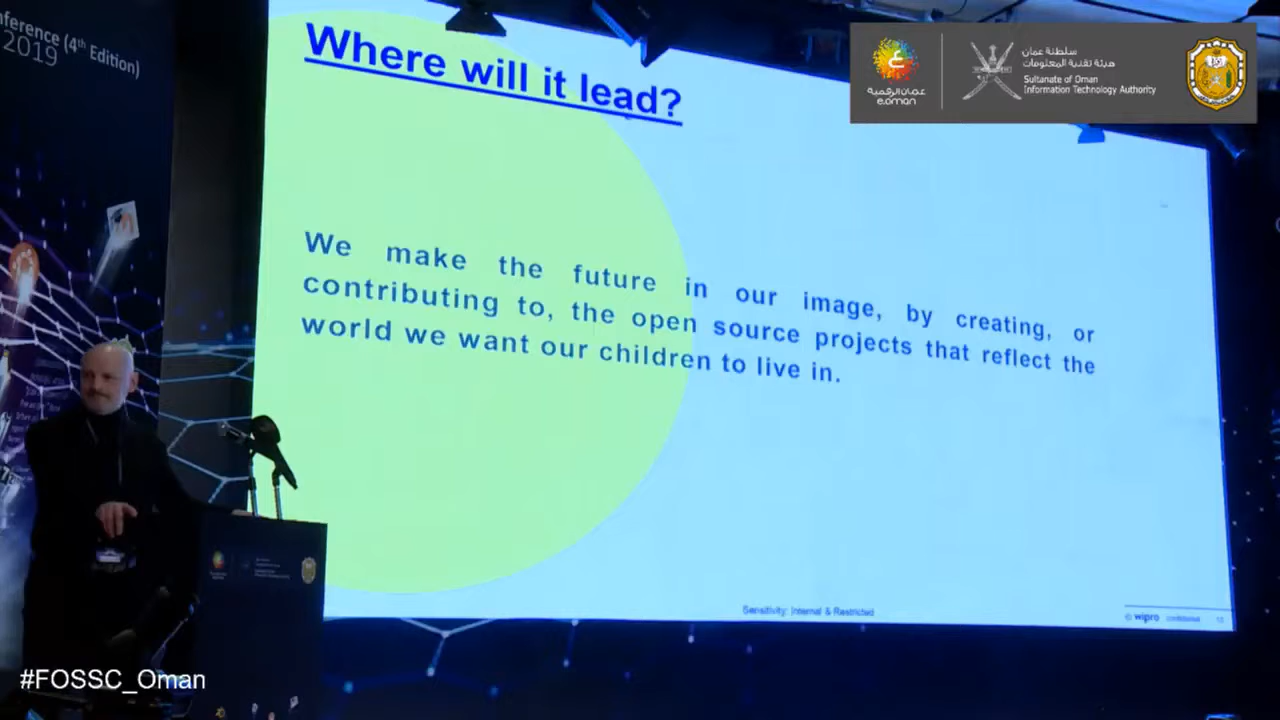 nference (4th Edition)
2019
Where will it lead?
We make the future in our image, by creating, or
contributing to, the open source projects that reflect the
world we want our children to live in.
Sensitivity: Internal & Restricted
© wipro
عمان الرقمية
e.oman
سلطنة عمان
هيئة تقنية المعلومات
Sultanate of Oman
Information Technology Authority
#FOSSC_Oman